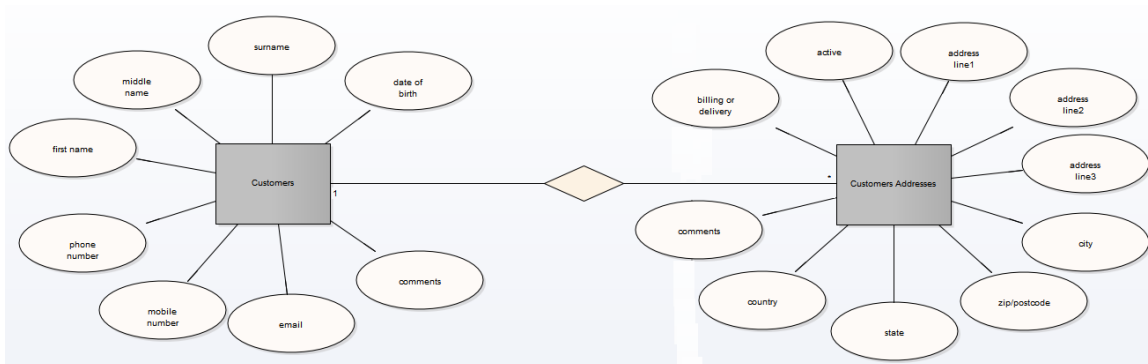 surname
middle
name
date of
birth
first name
Customers
1
phone
number
mobile
number
email
comments
active
address
line1
billing or
delivery
address
line2
address
line3
*
Customers Addresses
comments
city
country
zip/postcode
state